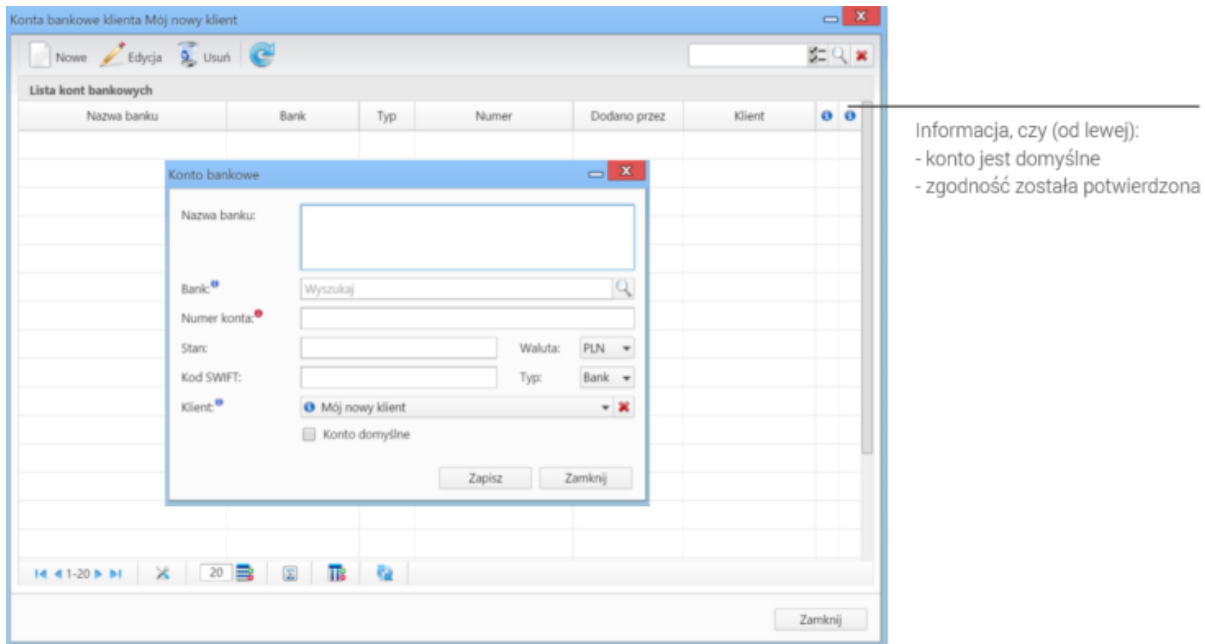 Konta bankowe klienta Mój nowy klient
Nowe Edycja Usuń
Lista kont bankowych
Nazwa banku Bank Typ Numer Dodano przez Klient
Informacja, czy (od lewej):
- konto jest domyślne
- zgodność została potwierdzona
Konto bankowe
Nazwa banku:
Bank: Wyszukaj
Numer konta:
Stan: Waluta: PLN
Kod SWIFT: Typ: Bank
Klient: Mój nowy klient
Konto domyślne
Zapisz Zamknij
1-20 20
Zamknij